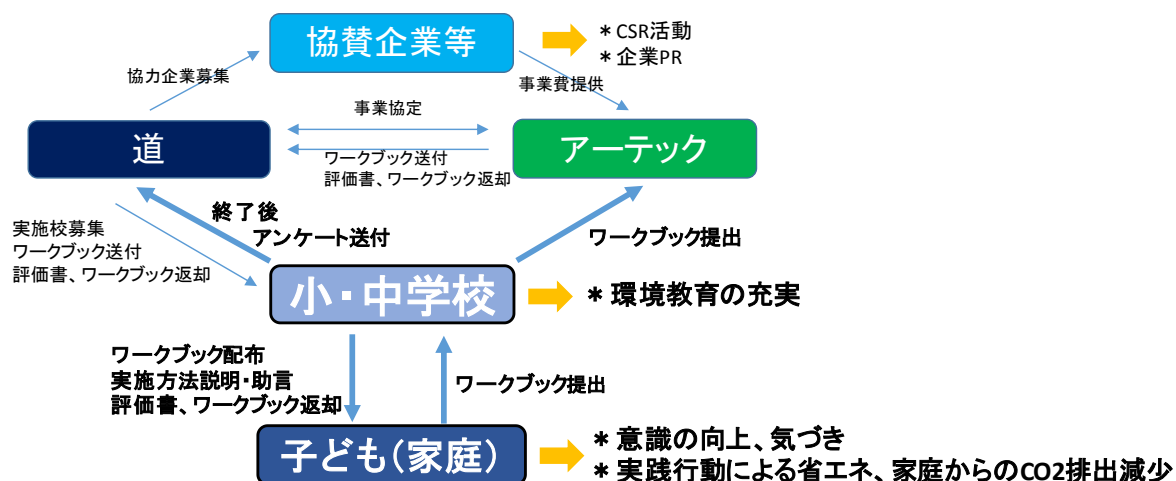 協賛企業等
＊CSR活動
＊企業PR
協力企業募集
事業費提供
事業協定
道
アーテック
ワークブック送付
評価書、ワークブック返却
終了後
アンケート送付
実施校募集
ワークブック送付
評価書、ワークブック返却
ワークブック提出
小・中学校
＊環境教育の充実
ワークブック配布
実施方法説明・助言
評価書、ワークブック返却
ワークブック提出
子ども(家庭)
＊意識の向上、気づき
＊実践行動による省エネ、家庭からのCO2排出減少